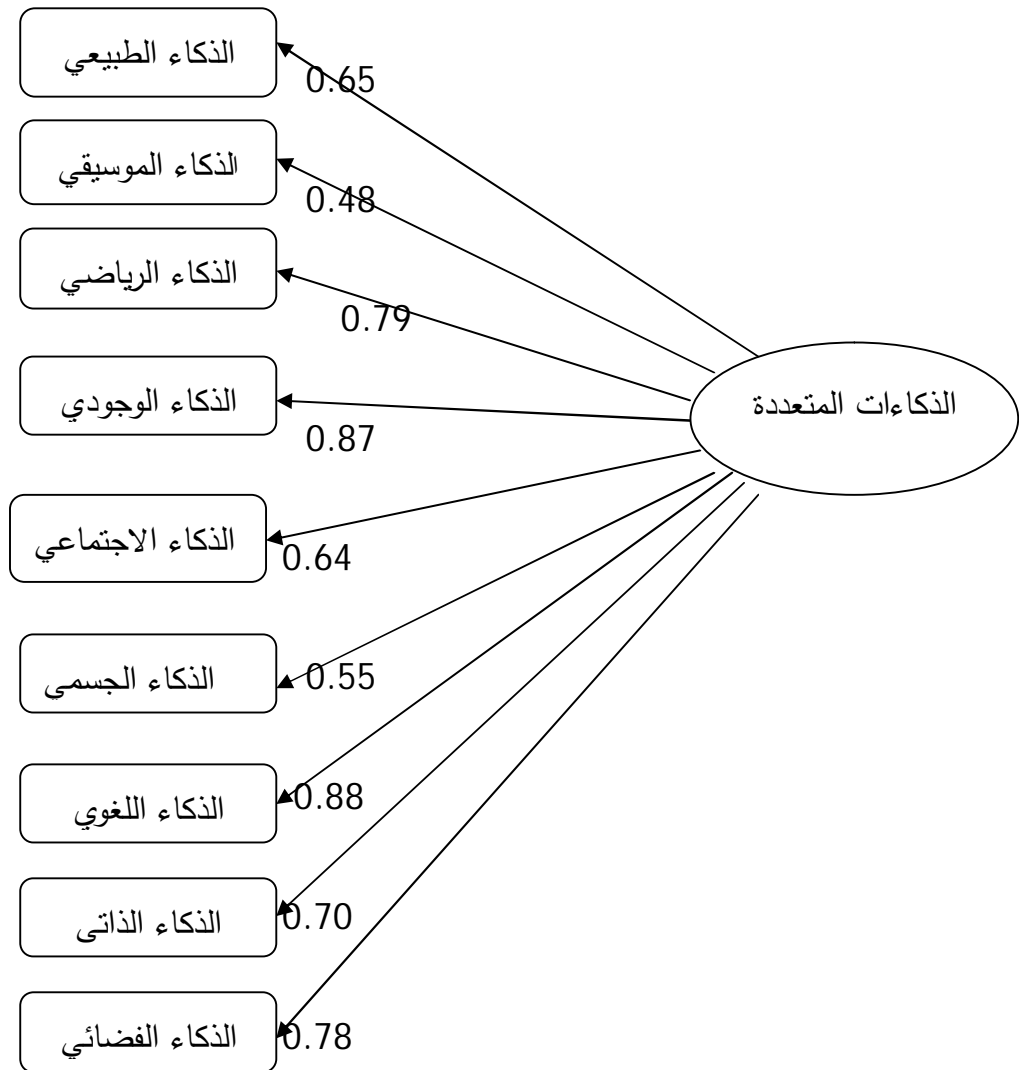 الذكاء الطبيعي
0.65
الذكاء الموسيقي
0.48
الذكاء الرياضي
0.79
الذكاء الوجودي
0.87
الذكاءات المتعددة
الذكاء الاجتماعي
0.64
الذكاء الجسمي
0.55
الذكاء اللغوي
0.88
الذكاء الذاتى
0.70
الذكاء الفضائي
0.78